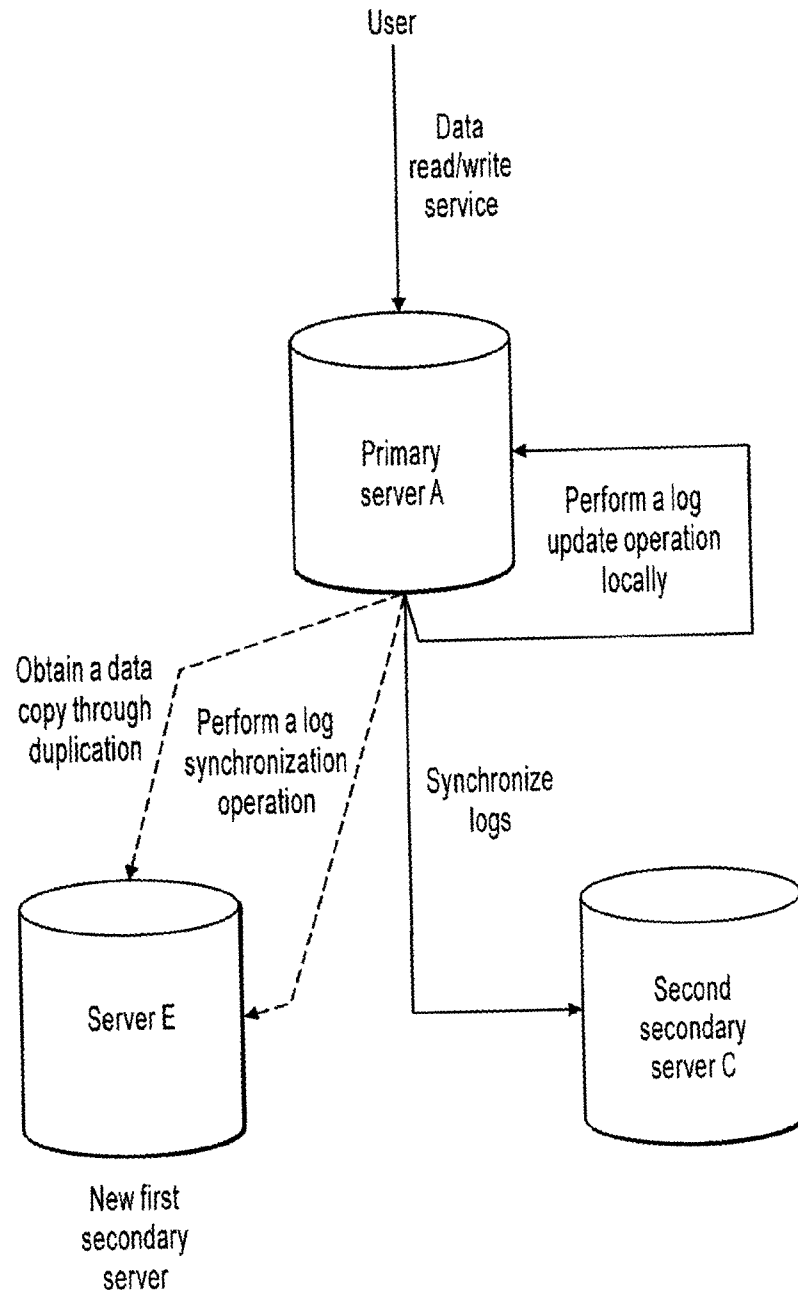 User
Data
read/write
service
Primary
server A
Perform a log
update operation
locally
Obtain a data
copy through
duplication
Perform a log
synchronization
operation
Synchronize
logs
Server E
Second
secondary
server C
New first
secondary
server